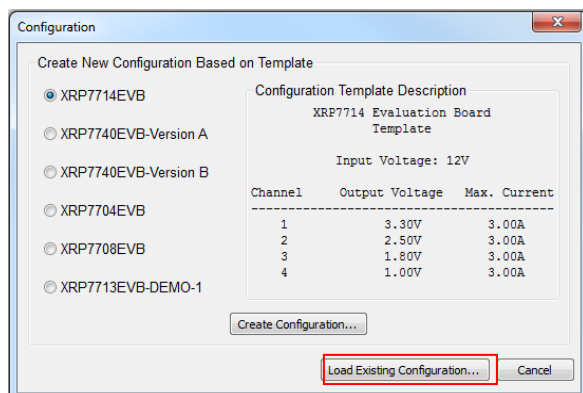 Configuration
Create New Configuration Based on Template
XRP7714EVB
XRP7740EVB-Version A
XRP7740EVB-Version B
XRP7704EVB
XRP7708EVB
XRP7713EVB-DEMO-1
Configuration Template Description
XRP7714 Evaluation Board
Template
Input Voltage: 12V
Channel Output Voltage Max. Current
--------------------------------------------
1 3.30V 3.00A
2 2.50V 3.00A
3 1.80V 3.00A
4 1.00V 3.00A
Create Configuration...
Load Existing Configuration... Cancel